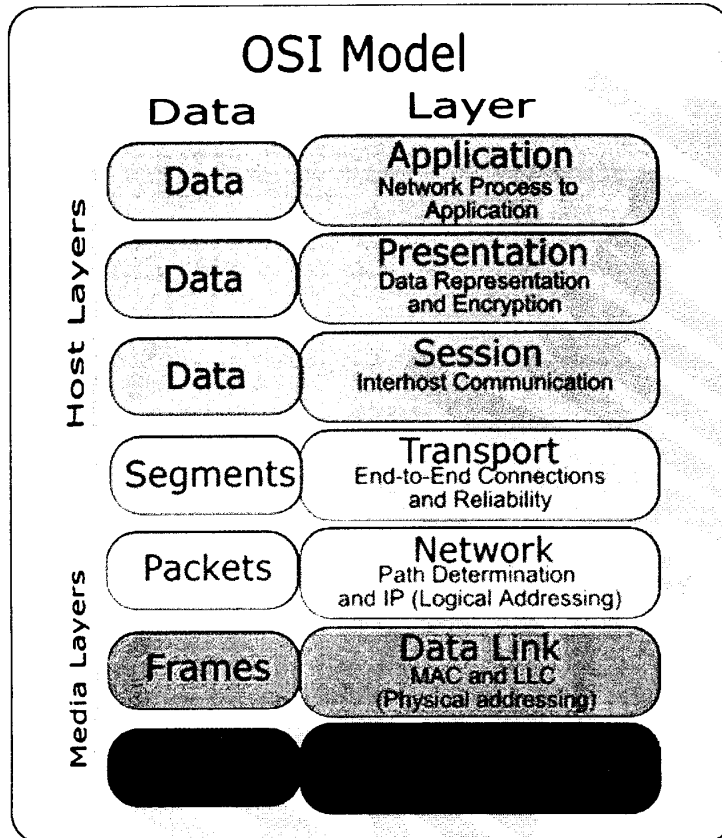 OSI Model
Data Layer
Host Layers
Data
Application
Network Process to
Application
Data
Presentation
Data Representation
and Encryption
Data
Session
Interhost Communication
Segments
Transport
End-to-End Connections
and Reliability
Media Layers
Packets
Network
Path Determination
and IP (Logical Addressing)
Frames
Data Link
MAC and LLC
(Physical addressing)